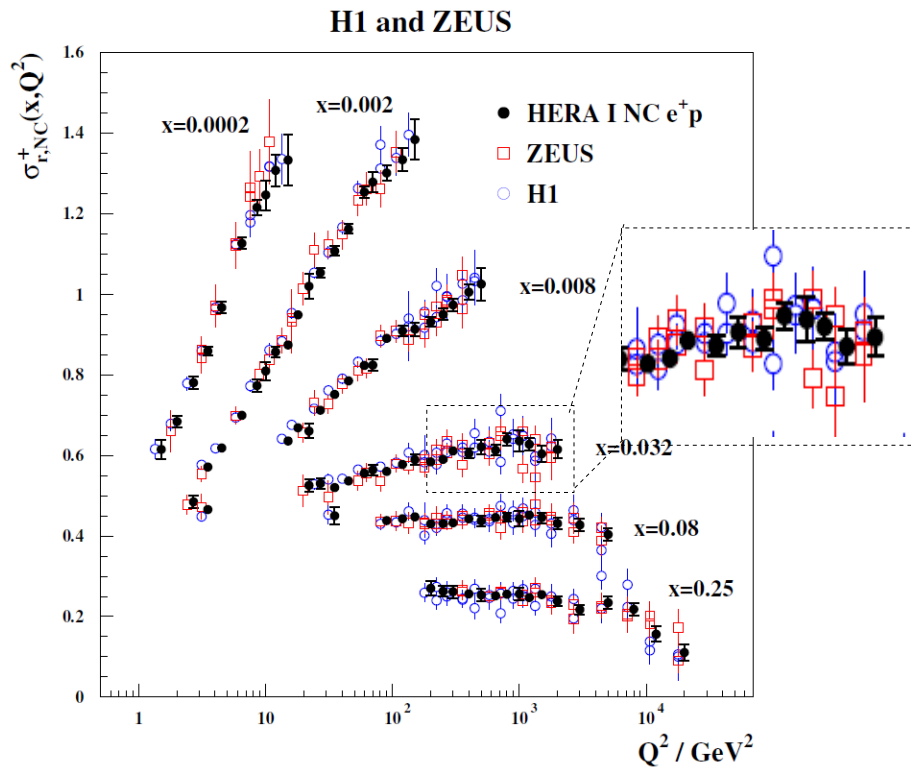 H1 and ZEUS
σ⁺r,NC(x,Q²)
1.6
1.4
1.2
1
0.8
0.6
0.4
0.2
0
x=0.0002
x=0.002
HERA I NC e⁺p
ZEUS
H1
x=0.008
x=0.032
x=0.08
x=0.25
1
10
10²
10³
10⁴
Q² / GeV²